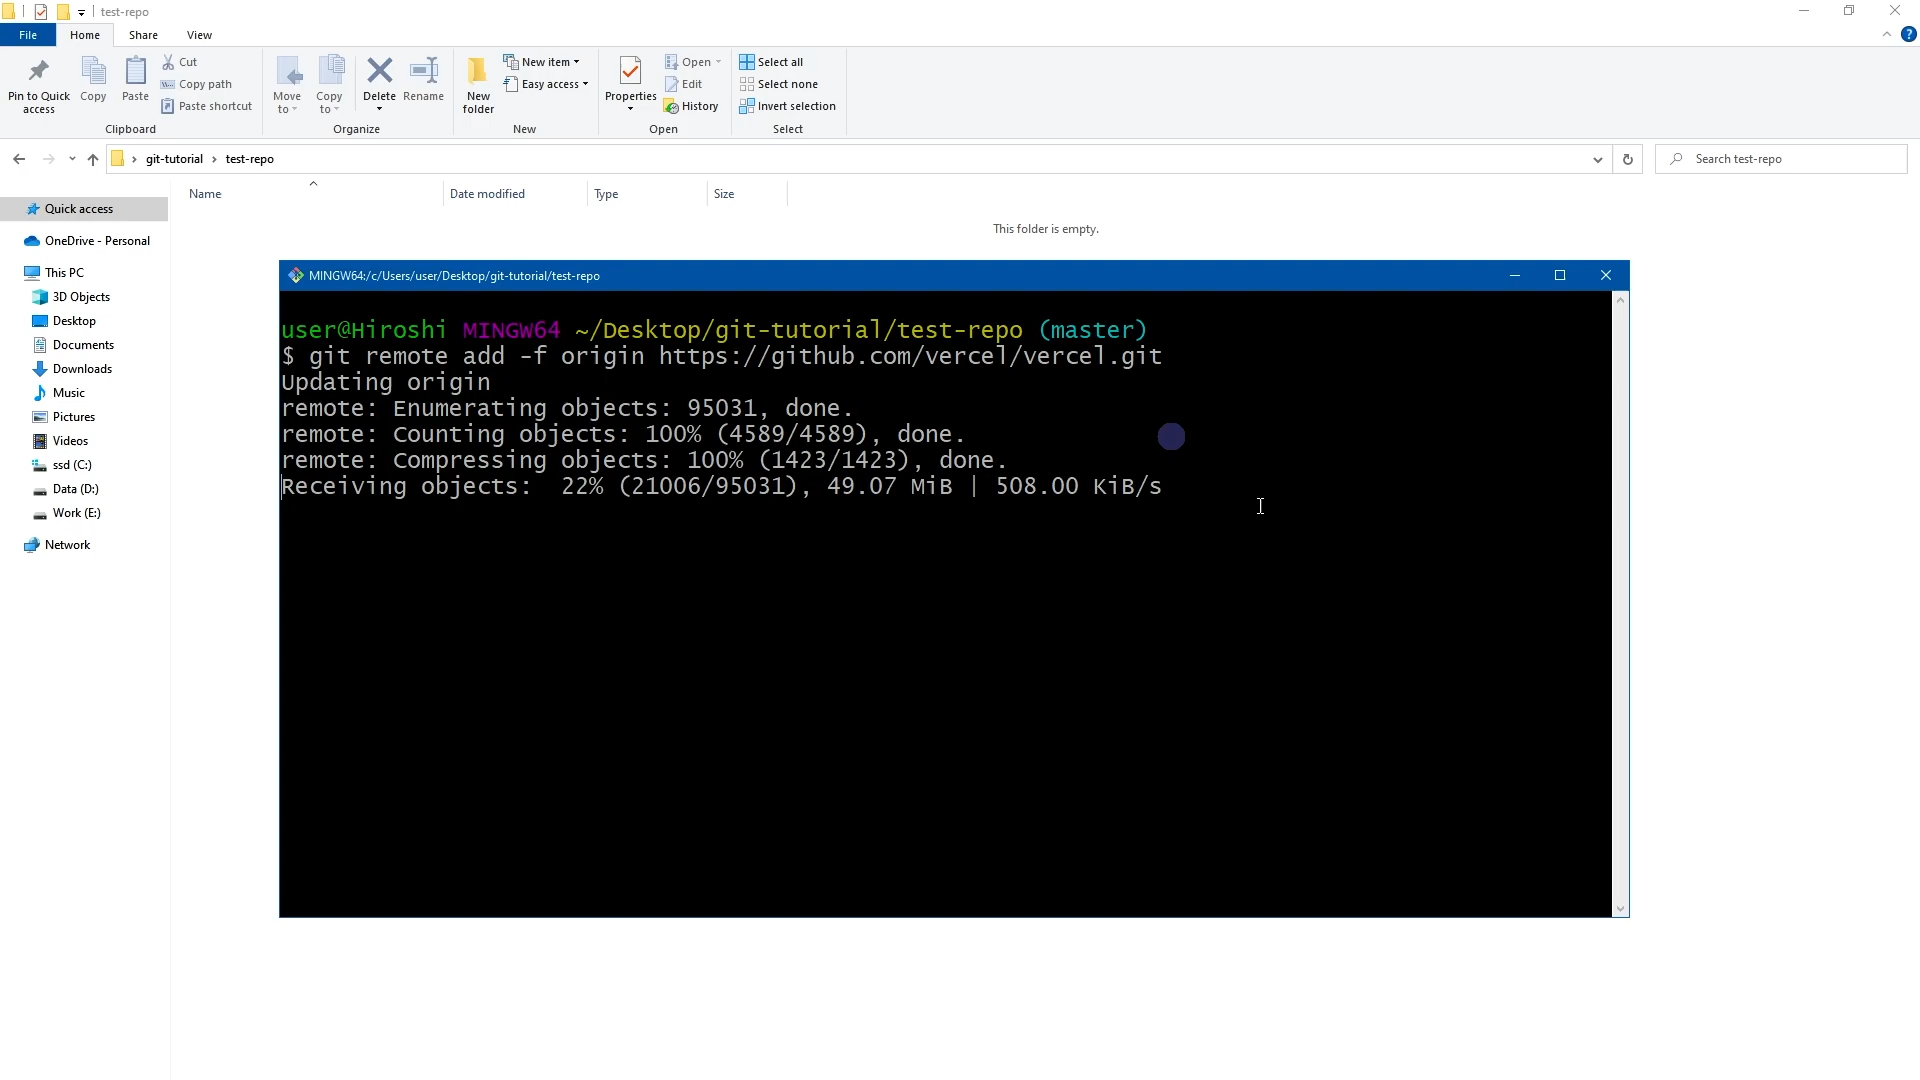 test-repo
File Home Share View
Pin to Quick access
Copy
Paste
Cut
Copy path
Paste shortcut
Clipboard
Move to
Copy to
Delete
Rename
Organize
New folder
New item
Easy access
New
Properties
Open
Edit
History
Open
Select all
Select none
Invert selection
Select
git-tutorial › test-repo
Search test-repo
Name Date modified Type Size
This folder is empty.
Quick access
OneDrive - Personal
This PC
3D Objects
Desktop
Documents
Downloads
Music
Pictures
Videos
ssd (C:)
Data (D:)
Work (E:)
Network
MINGW64:/c/Users/user/Desktop/git-tutorial/test-repo
user@Hiroshi MINGW64 ~/Desktop/git-tutorial/test-repo (master)
$ git remote add -f origin https://github.com/vercel/vercel.git
Updating origin
remote: Enumerating objects: 95031, done.
remote: Counting objects: 100% (4589/4589), done.
remote: Compressing objects: 100% (1423/1423), done.
Receiving objects:  22% (21006/95031), 49.07 MiB | 508.00 KiB/s